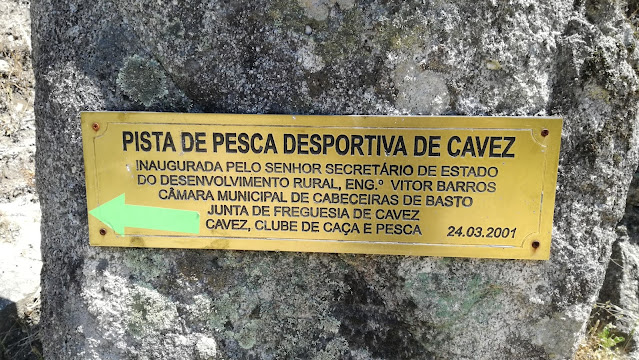 PISTA DE PESCA DESPORTIVA DE CAVEZ
INAUGURADA PELO SENHOR SECRETÁRIO DE ESTADO
DO DESENVOLVIMENTO RURAL, ENG.º VITOR BARROS
CÂMARA MUNICIPAL DE CABECEIRAS DE BASTO
JUNTA DE FREGUESIA DE CAVEZ
CAVEZ, CLUBE DE CAÇA E PESCA 24.03.2001